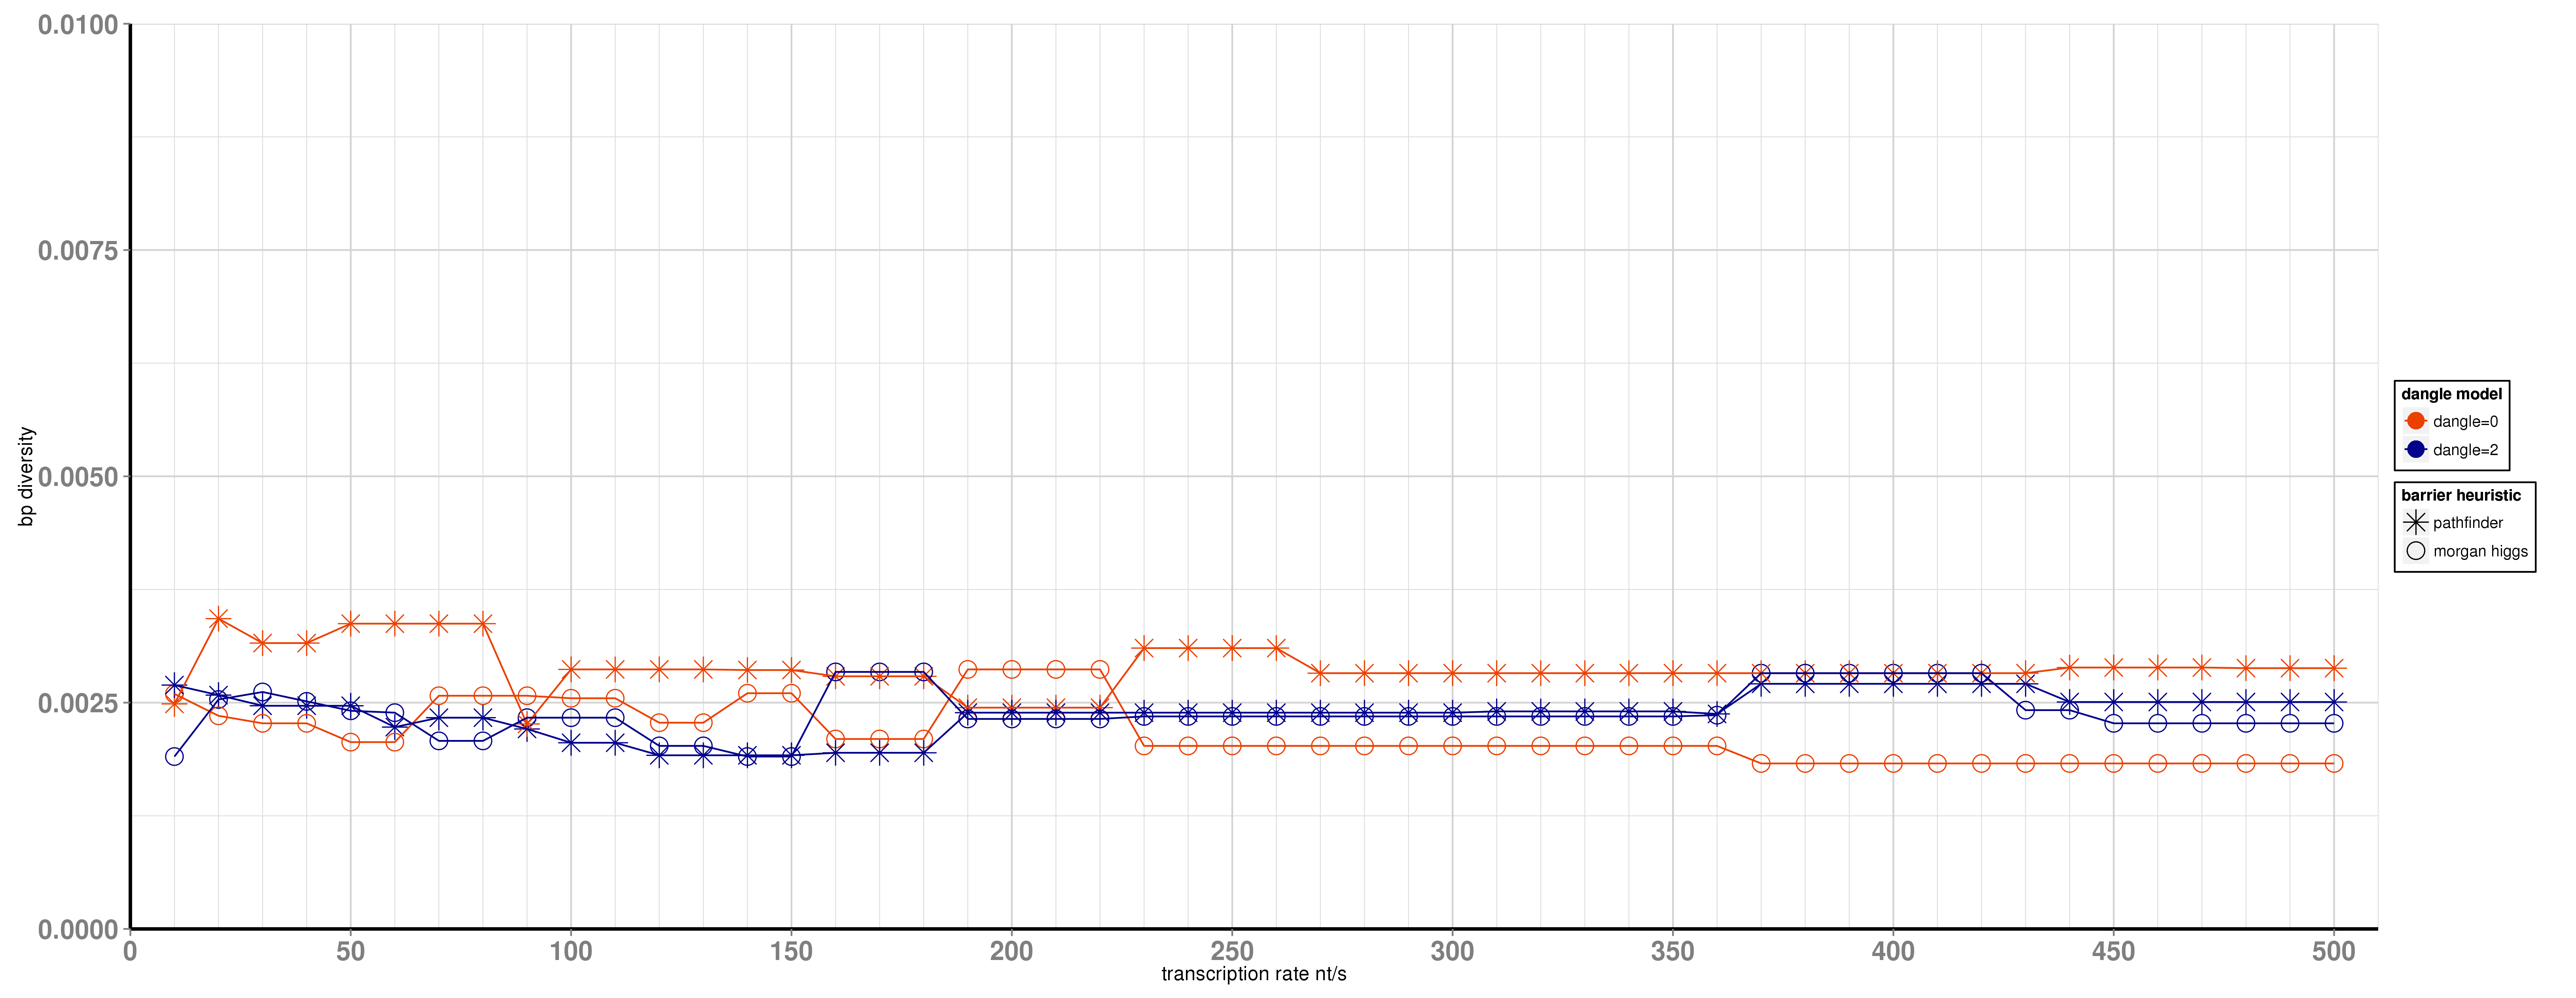 0.0100
0.0075
0.0050
0.0025
0.0000
bp diversity
0 50 100 150 200 250 300 350 400 450 500
transcription rate nt/s
dangle model
dangle=0
dangle=2
barrier heuristic
pathfinder
morgan higgs